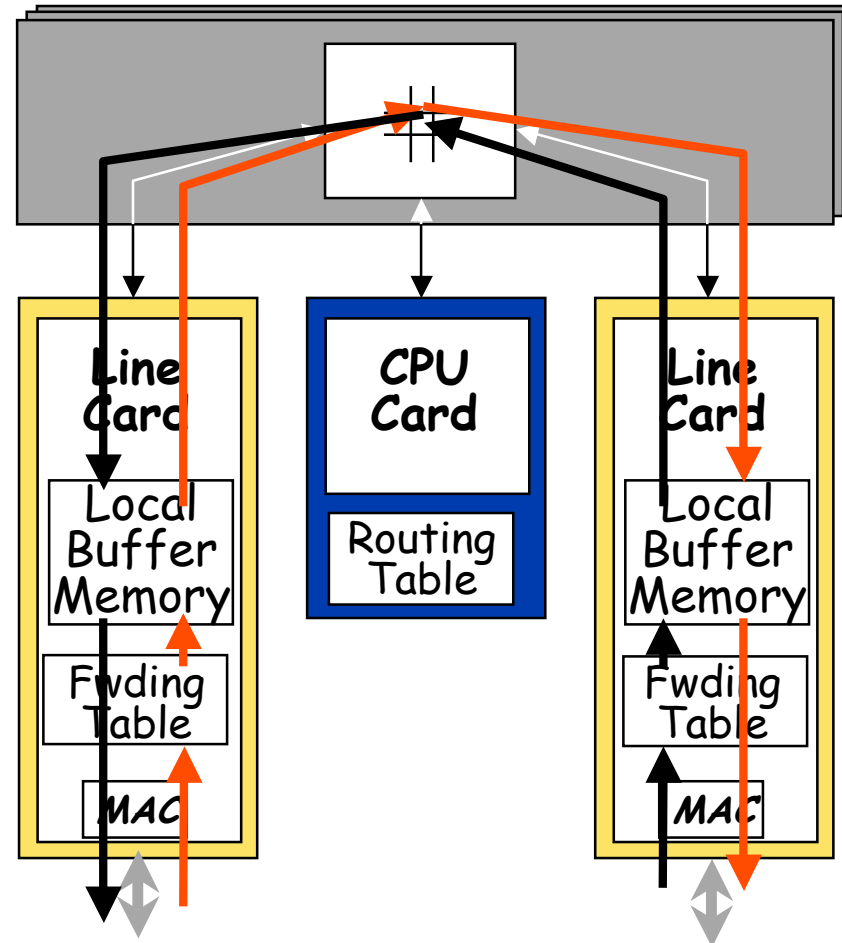 Line
Card
Local
Buffer
Memory
Fwding
Table
MAC
CPU
Card
Routing
Table
Line
Card
Local
Buffer
Memory
Fwding
Table
MAC